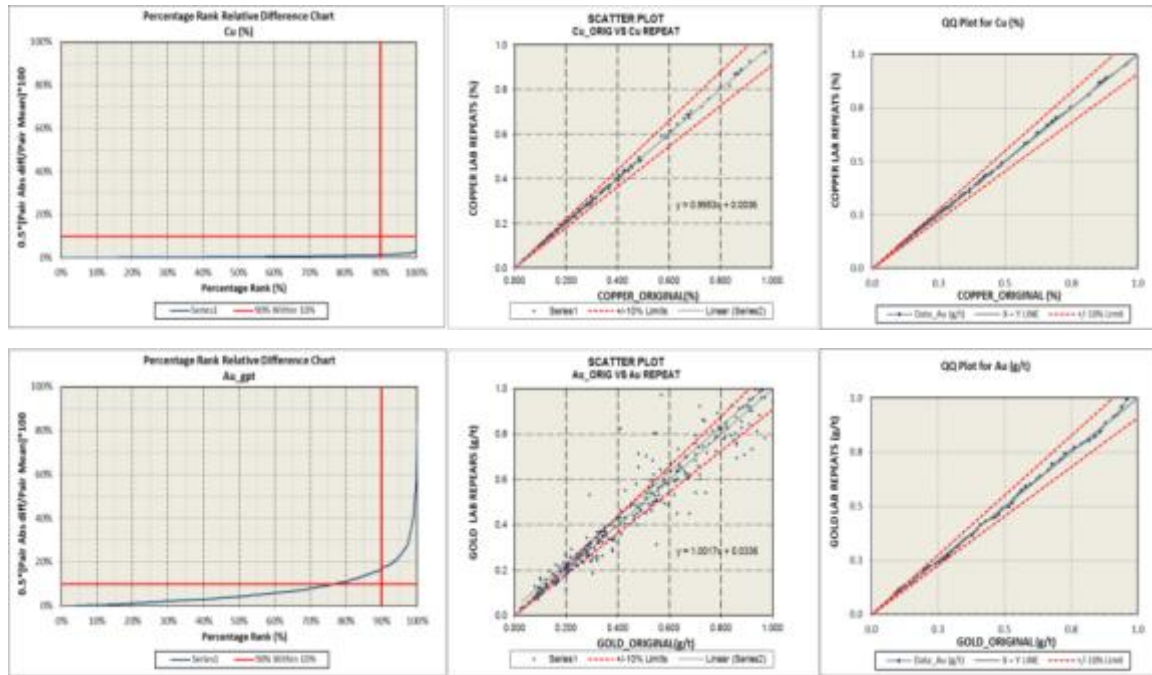 Percentage Rank Relative Difference Chart
Cu (%)
0.5*[Pair Abs diff/Pair Mean]*100
100%
80%
60%
40%
20%
0%
0% 10% 20% 30% 40% 50% 60% 70% 80% 90% 100%
Percentage Rank (%)
Series1 90% Within 10%
SCATTER PLOT
Cu_ORIG VS Cu REPEAT
COPPER LAB REPEATS (%)
1.0
0.8
0.6
0.4
0.2
0.0
0.000 0.200 0.400 0.600 0.800 1.000
COPPER_ORIGINAL(%)
Series1 +/-10% Limits Linear (Series2)
QQ Plot for Cu (%)
COPPER LAB REPEATS (%)
1.0
0.8
0.5
0.3
0.0
0.0 0.3 0.5 0.8 1.0
COPPER_ORIGINAL (%)
Data_Au (g/t) X - Y LINE +/-10% Limit
Percentage Rank Relative Difference Chart
Au_gpt
0.5*[Pair Abs diff/Pair Mean]*100
100%
80%
60%
40%
20%
0%
0% 10% 20% 30% 40% 50% 60% 70% 80% 90% 100%
Percentage Rank (%)
Series1 90% Within 10%
SCATTER PLOT
Au_ORIG VS Au REPEAT
GOLD LAB REPEARS (g/t)
1.0
0.8
0.6
0.4
0.2
0.0
y = 1.0017x + 0.0336
0.000 0.200 0.400 0.600 0.800 1.000
GOLD_ORIGINAL(g/t)
Series1 +/-10% Limits Linear (Series2)
QQ Plot for Au (g/t)
GOLD LAB REPEATS (g/t)
1.0
0.8
0.5
0.3
0.0
0.0 0.3 0.5 0.8 1.0
GOLD_ORIGINAL(g/t)
Data_Au (g/t) X - Y LINE +/-10% Limit